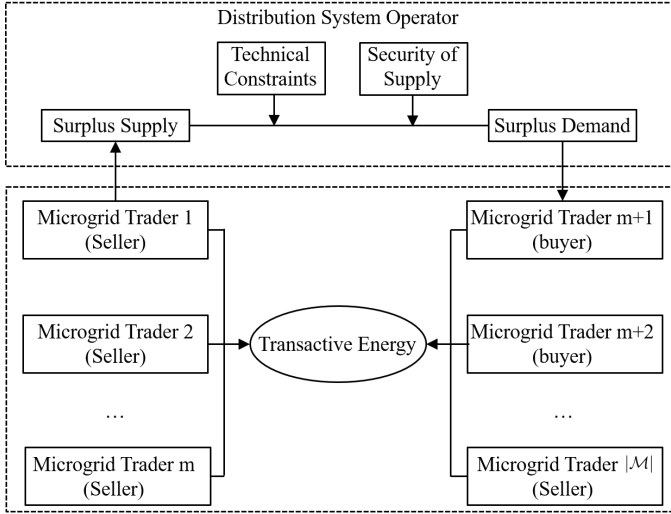 Distribution System Operator
Technical
Constraints
Security of
Supply
Surplus Supply
Surplus Demand
Microgrid Trader 1
(Seller)
Microgrid Trader m+1
(buyer)
Microgrid Trader 2
(Seller)
Transactive Energy
Microgrid Trader m+2
(buyer)
...
...
Microgrid Trader m
(Seller)
Microgrid Trader |ℳ|
(Seller)